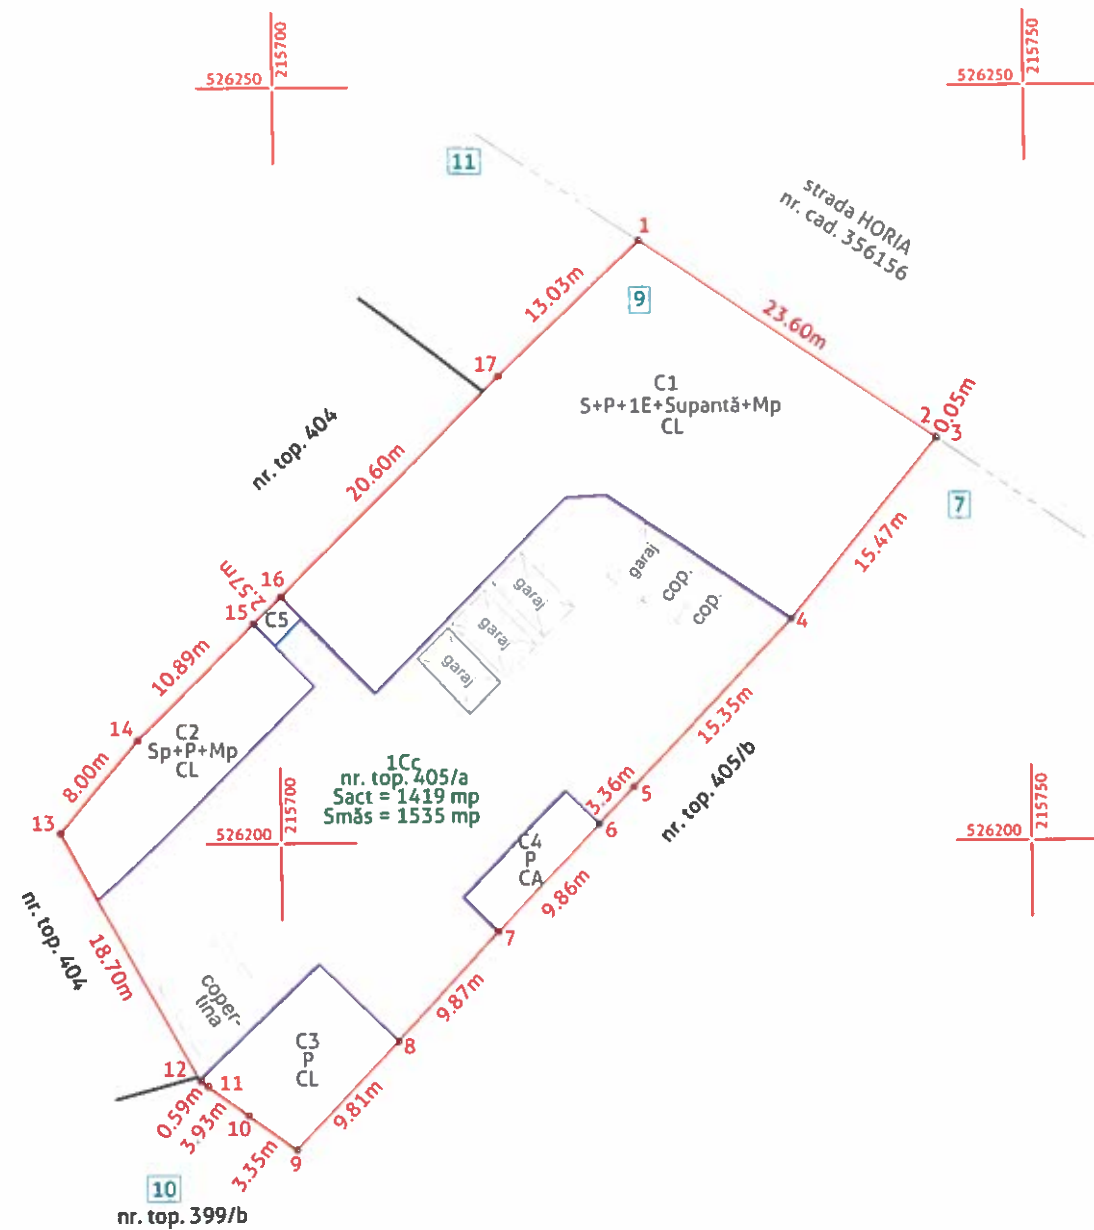 526250
215700
526250
215750
11
strada HORIA
nr. cad. 356156
1
13.03m
9
23.60m
17
C1
S+P+1E+Supantă+Mp
CL
2
0.05m
3
nr. top. 404
20.60m
7
15.47m
garaj
cop.
cop.
garaj
garaj
garaj
16
2.57m
15
C5
4
10.89m
14
C2
Sp+P+Mp
CL
15.35m
8.00m
1Cc
nr. top. 405/a
Sact = 1419 mp
Smăs = 1535 mp
13
526200
215700
5
3.36m
6
nr. top. 405/b
526200
215750
C4
P
CA
9.86m
7
nr. top. 404
18.70m
coper-
tina
9.87m
C3
P
CL
8
12
11
0.59m
3.93m
10
9.81m
3.35m
9
10
nr. top. 399/b